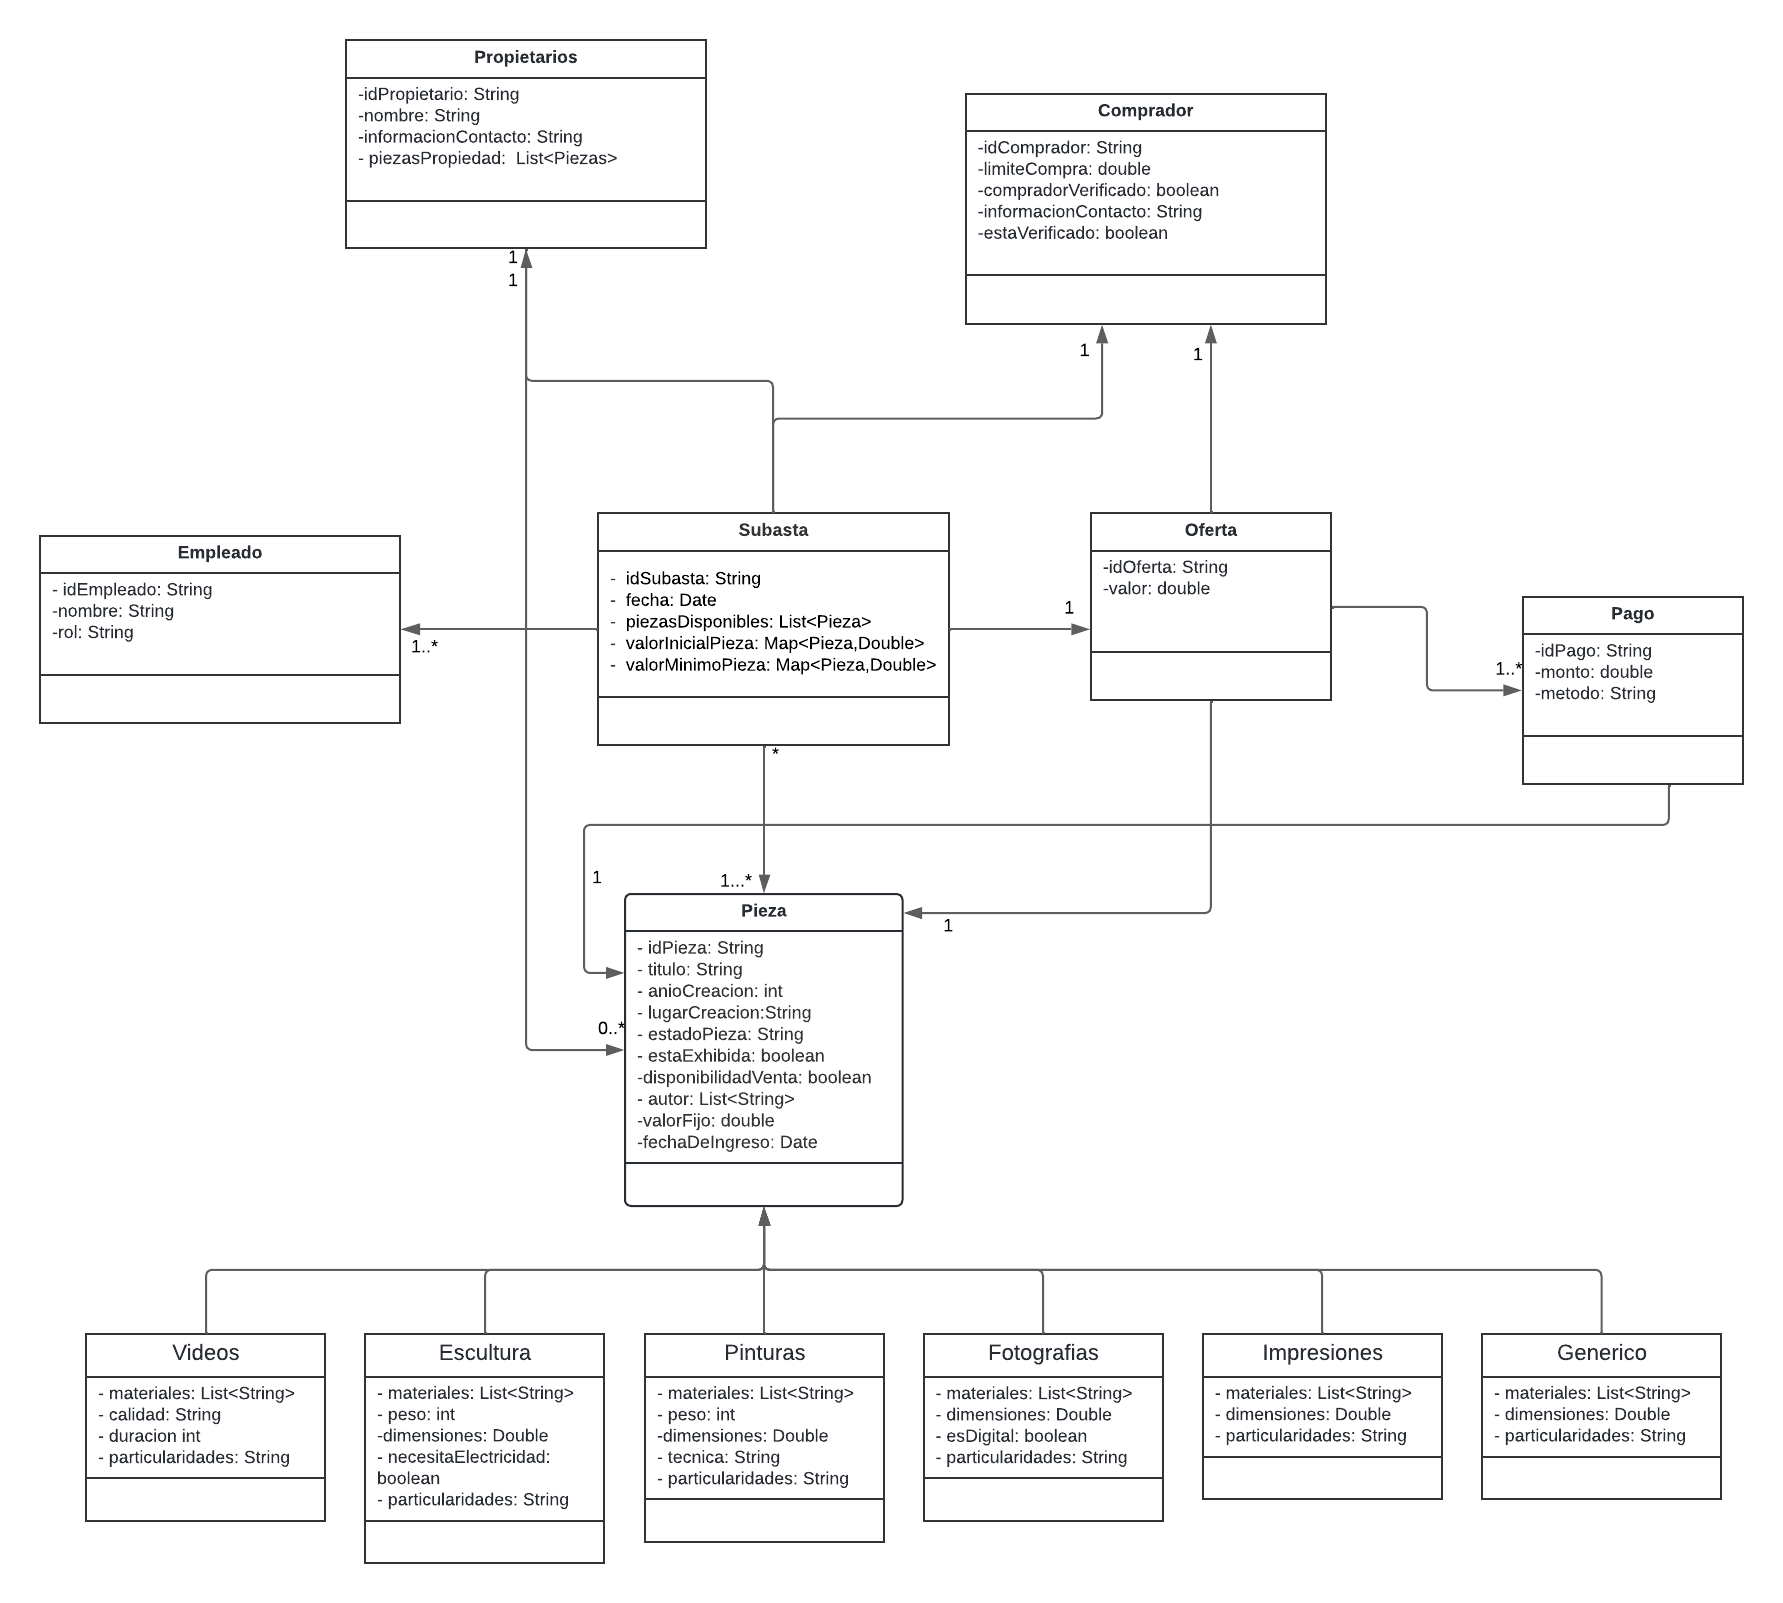 Propietarios
-idPropietario: String
-nombre: String
-informacionContacto: String
- piezasPropiedad:  List<Piezas>
1
1
Comprador
-idComprador: String
-limiteCompra: double
-compradorVerificado: boolean
-informacionContacto: String
-estaVerificado: boolean
1
1
Empleado
- idEmpleado: String
-nombre: String
-rol: String
1..*
Subasta
- idSubasta: String
- fecha: Date
- piezasDisponibles: List<Pieza>
- valorInicialPieza: Map<Pieza,Double>
- valorMinimoPieza: Map<Pieza,Double>
*
1
Oferta
-idOferta: String
-valor: double
1..*
Pago
-idPago: String
-monto: double
-metodo: String
1
1...*
1
0..*
Pieza
- idPieza: String
- titulo: String
- anioCreacion: int
- lugarCreacion:String
- estadoPieza: String
- estaExhibida: boolean
-disponibilidadVenta: boolean
- autor: List<String>
-valorFijo: double
-fechaDeIngreso: Date
Videos
- materiales: List<String>
- calidad: String
- duracion int
- particularidades: String
Escultura
- materiales: List<String>
- peso: int
-dimensiones: Double
- necesitaElectricidad:
boolean
- particularidades: String
Pinturas
- materiales: List<String>
- peso: int
-dimensiones: Double
- tecnica: String
- particularidades: String
Fotografias
- materiales: List<String>
- dimensiones: Double
- esDigital: boolean
- particularidades: String
Impresiones
- materiales: List<String>
- dimensiones: Double
- particularidades: String
Generico
- materiales: List<String>
- dimensiones: Double
- particularidades: String